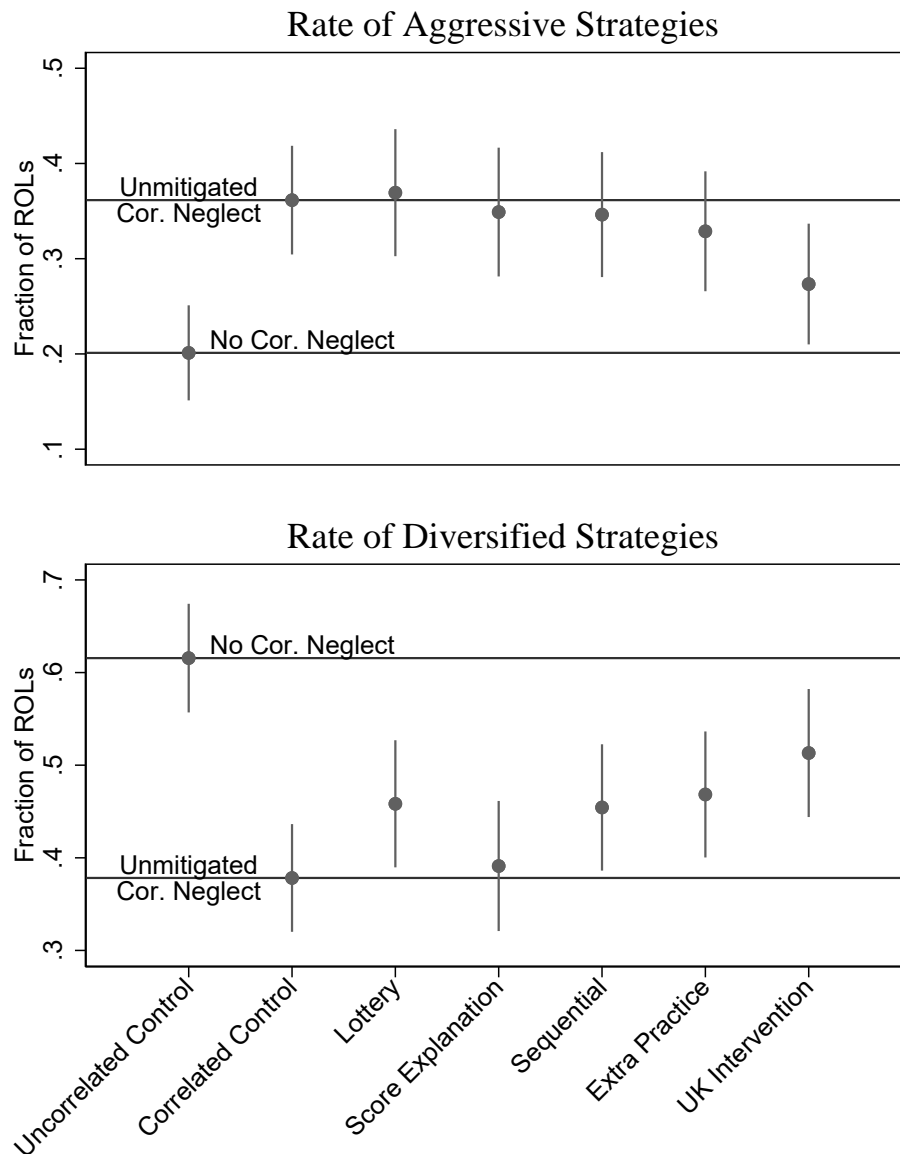 Rate of Aggressive Strategies
Fraction of ROLs
.5
.4
.3
.2
.1
Unmitigated
Cor. Neglect
No Cor. Neglect
Rate of Diversified Strategies
Fraction of ROLs
.7
.6
.5
.4
.3
No Cor. Neglect
Unmitigated
Cor. Neglect
Uncorrelated Control
Correlated Control
Lottery
Score Explanation
Sequential
Extra Practice
UK Intervention